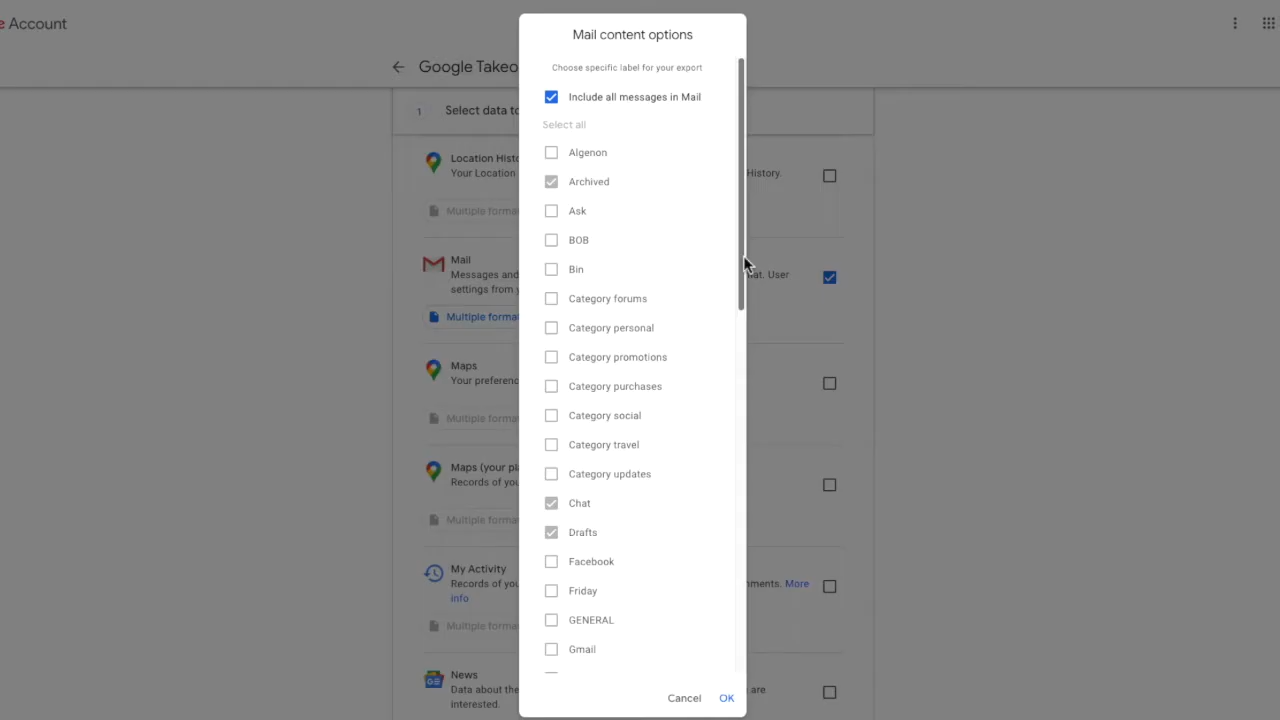 e Account
Google Takeo
1
Select data to
Location Histo
Your Location
History.
Multiple forma
Mail
Messages and
at. User
settings from y
Multiple forma
Maps
Your preferenc
Multiple forma
Maps (your pla
Records of you
Multiple forma
My Activity
Records of you
mments. More
info
Multiple forma
News
Data about the
are
interested.
Mail content options
Choose specific label for your export
Include all messages in Mail
Select all
Algenon
Archived
Ask
BOB
Bin
Category forums
Category personal
Category promotions
Category purchases
Category social
Category travel
Category updates
Chat
Drafts
Facebook
Friday
GENERAL
Gmail
Cancel
OK